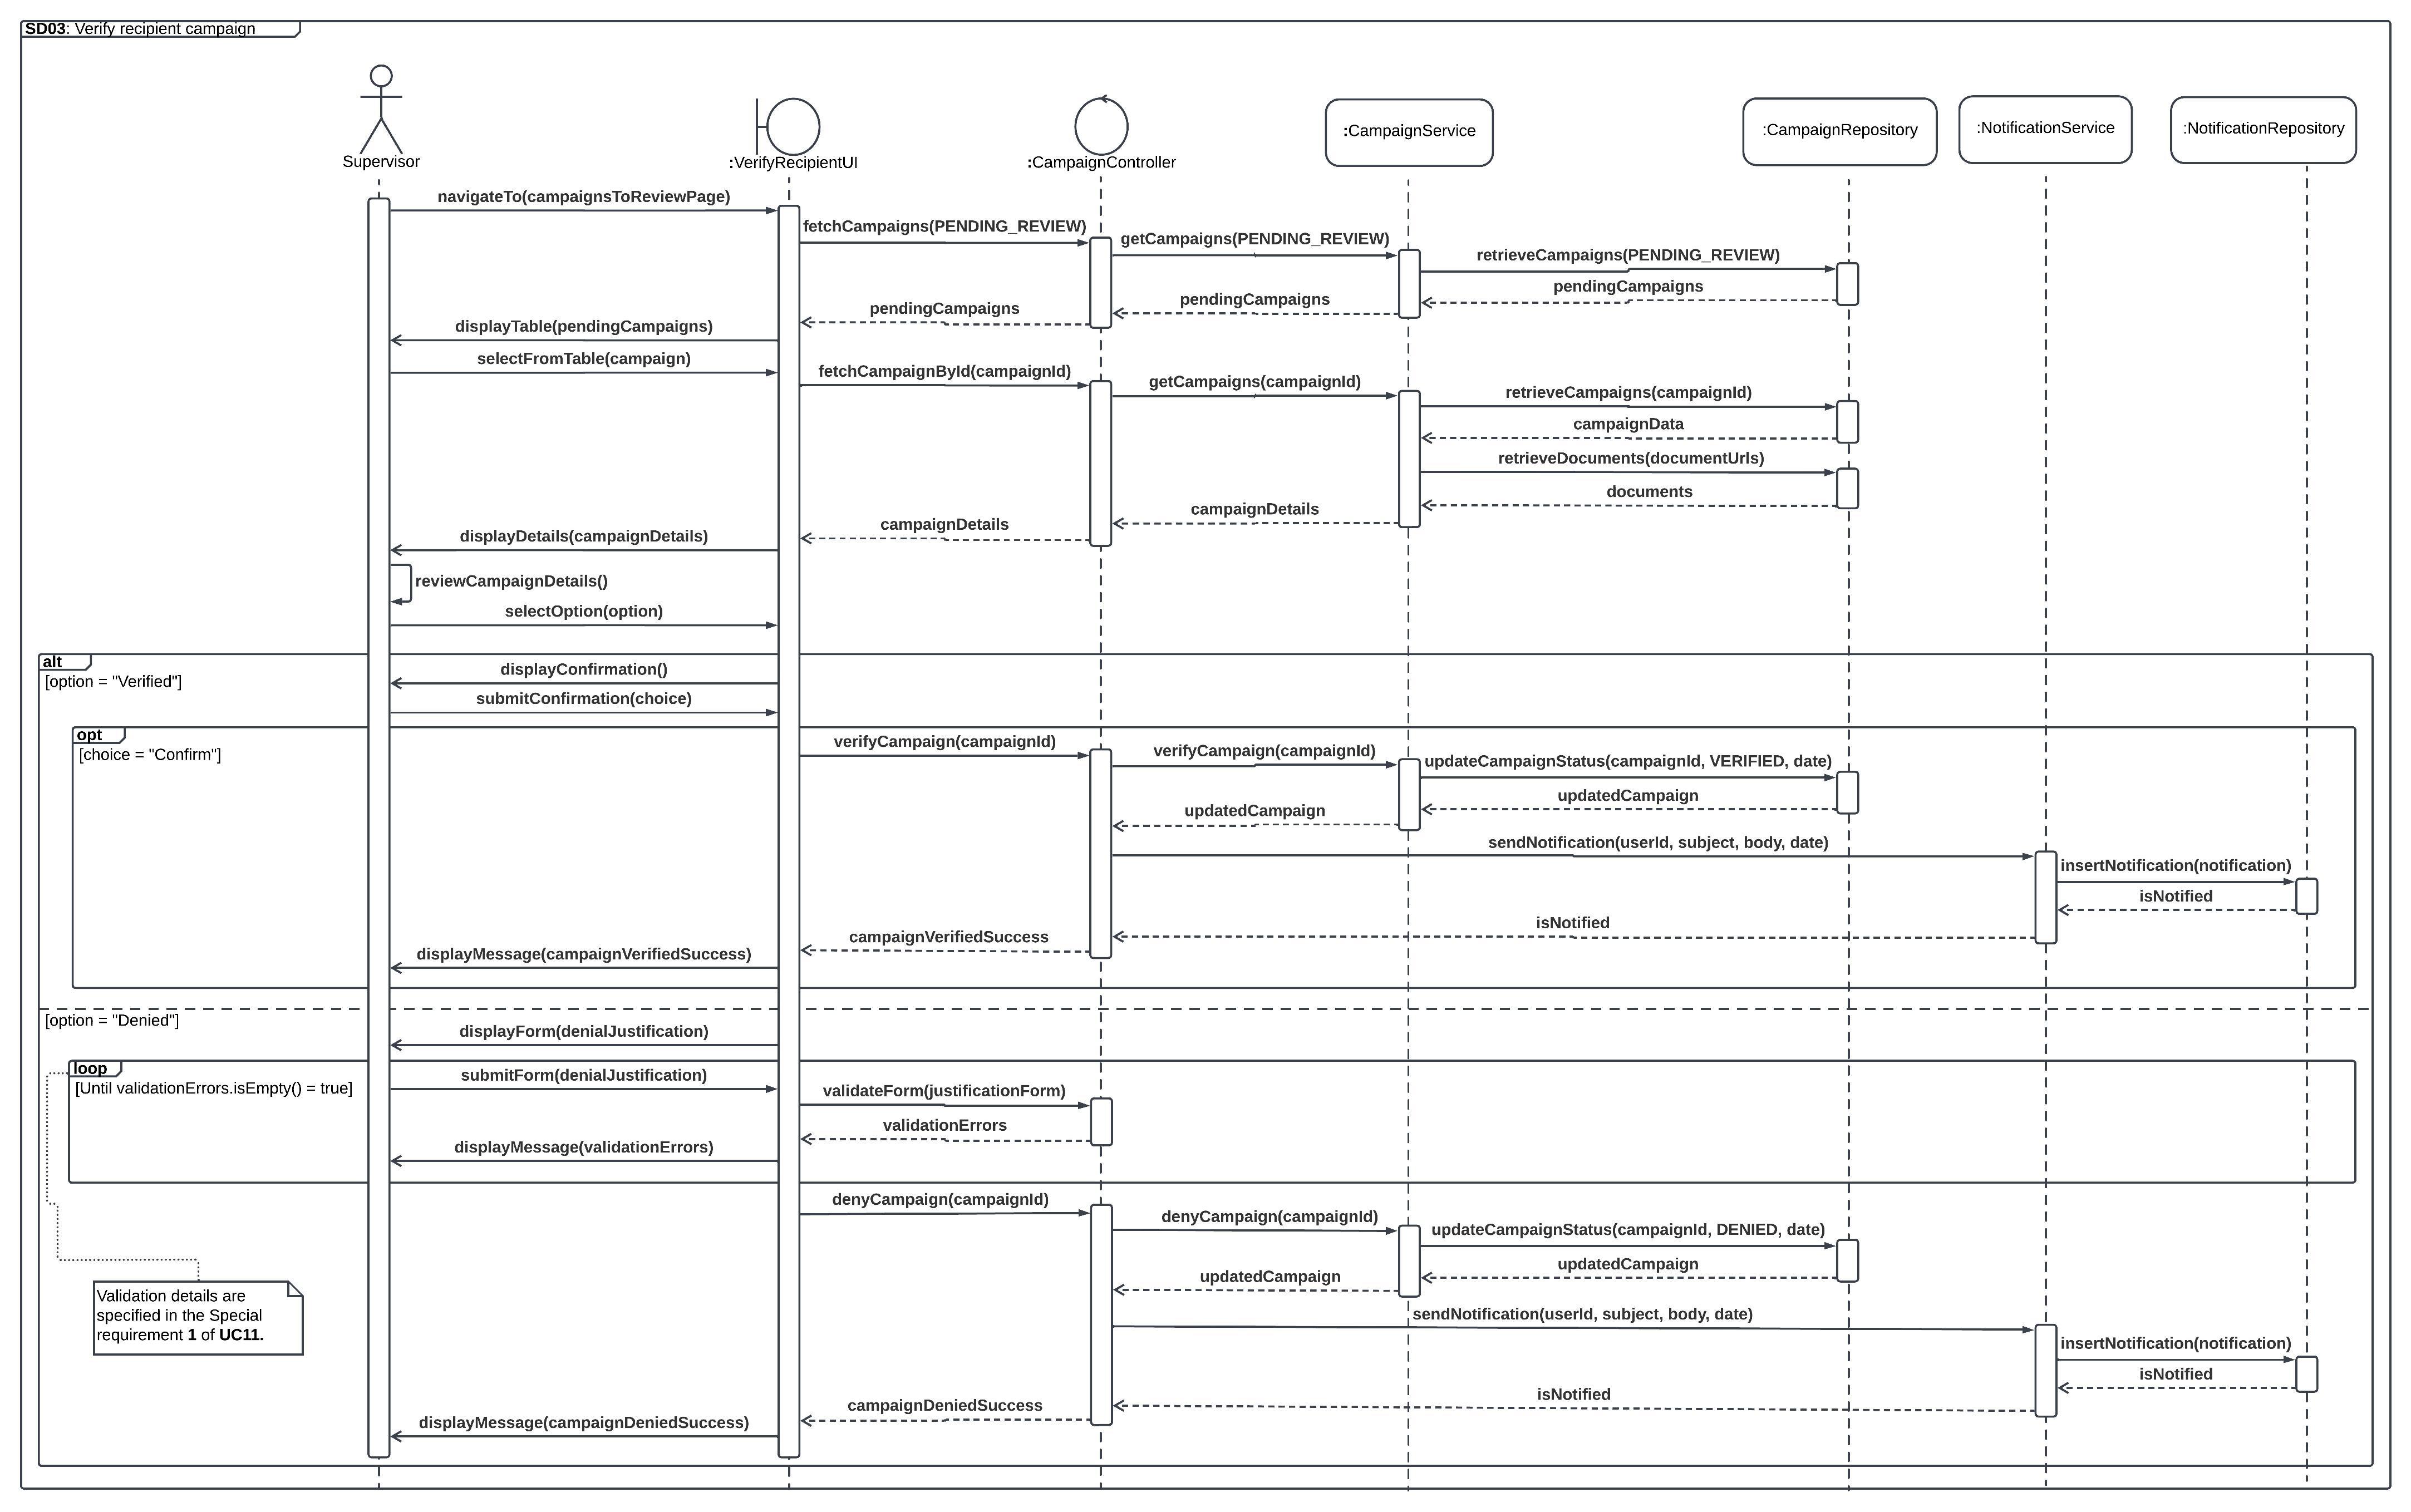 SD03: Verify recipient campaign
Supervisor
:VerifyRecipientUI
:CampaignController
:CampaignService
:CampaignRepository
:NotificationService
:NotificationRepository
navigateTo(campaignsToReviewPage)
fetchCampaigns(PENDING_REVIEW)
getCampaigns(PENDING_REVIEW)
retrieveCampaigns(PENDING_REVIEW)
pendingCampaigns
pendingCampaigns
pendingCampaigns
displayTable(pendingCampaigns)
selectFromTable(campaign)
fetchCampaignById(campaignId)
getCampaigns(campaignId)
retrieveCampaigns(campaignId)
campaignData
retrieveDocuments(documentUrls)
documents
campaignDetails
campaignDetails
displayDetails(campaignDetails)
reviewCampaignDetails()
selectOption(option)
alt
[option = "Verified"]
displayConfirmation()
submitConfirmation(choice)
opt
[choice = "Confirm"]
verifyCampaign(campaignId)
verifyCampaign(campaignId)
updateCampaignStatus(campaignId, VERIFIED, date)
updatedCampaign
updatedCampaign
sendNotification(userId, subject, body, date)
insertNotification(notification)
isNotified
isNotified
campaignVerifiedSuccess
displayMessage(campaignVerifiedSuccess)
[option = "Denied"]
displayForm(denialJustification)
loop
[Until validationErrors.isEmpty() = true]
submitForm(denialJustification)
validateForm(justificationForm)
validationErrors
displayMessage(validationErrors)
denyCampaign(campaignId)
denyCampaign(campaignId)
updateCampaignStatus(campaignId, DENIED, date)
updatedCampaign
updatedCampaign
Validation details are
specified in the Special
requirement 1 of UC11.
sendNotification(userId, subject, body, date)
insertNotification(notification)
isNotified
isNotified
campaignDeniedSuccess
displayMessage(campaignDeniedSuccess)